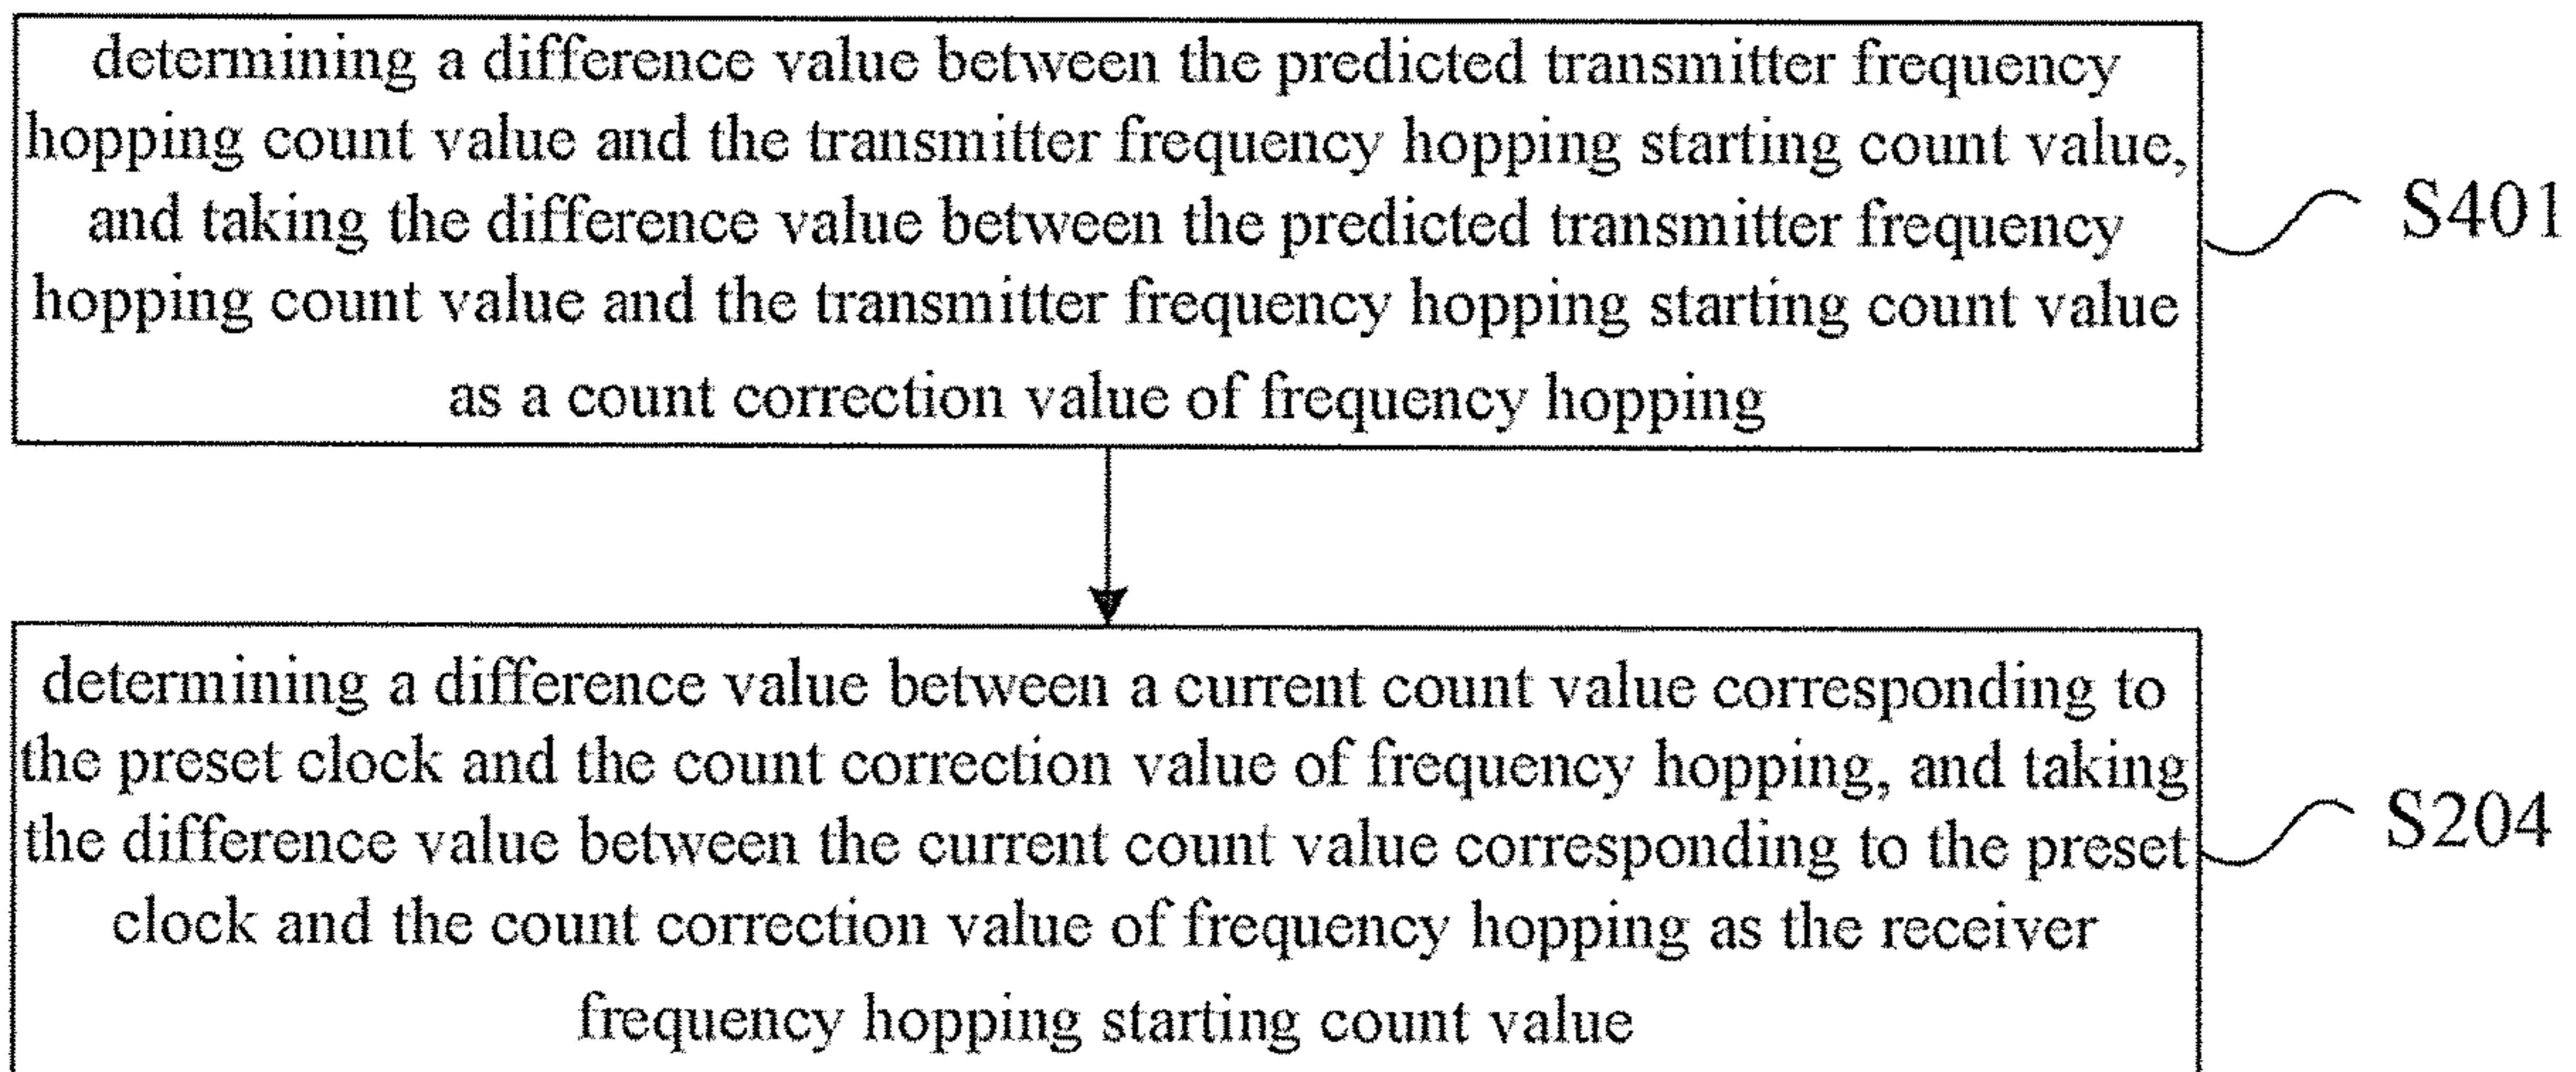 determining a difference value between the predicted transmitter frequency
hopping count value and the transmitter frequency hopping starting count value,
and taking the difference value between the predicted transmitter frequency
hopping count value and the transmitter frequency hopping starting count value
as a count correction value of frequency hopping
S401
determining a difference value between a current count value corresponding to
the preset clock and the count correction value of frequency hopping, and taking
the difference value between the current count value corresponding to the preset
clock and the count correction value of frequency hopping as the receiver
frequency hopping starting count value
S204